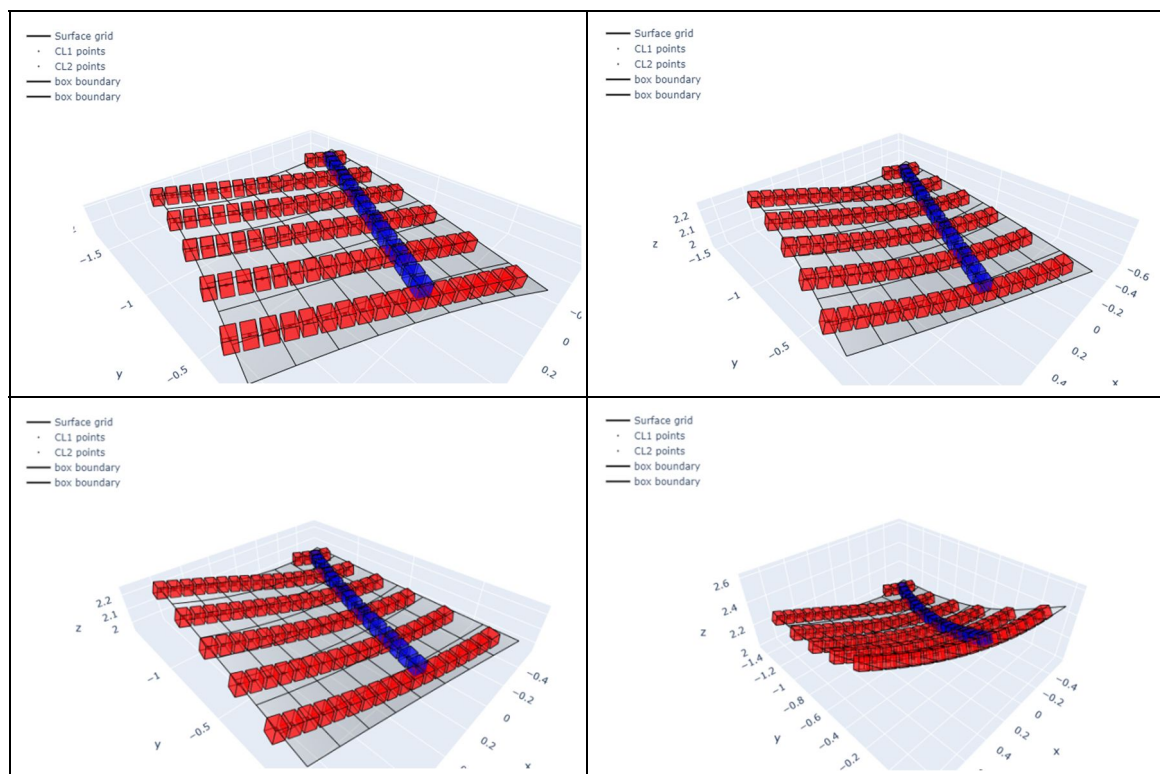 Surface grid
CL1 points
CL2 points
box boundary
box boundary
z
−1.5
−1
−0.5
y
0
0.2
Surface grid
CL1 points
CL2 points
box boundary
box boundary
2.2
2.1
2
z
−1.5
−1
−0.5
y
−0.6
−0.4
−0.2
0
0.2
0.4
x
Surface grid
CL1 points
CL2 points
box boundary
box boundary
2.2
2.1
2
z
−1
−0.5
y
−0.4
−0.2
0
0.2
x
Surface grid
CL1 points
CL2 points
box boundary
box boundary
2.6
2.4
2.2
2
z
−1.4
−1.2
−1
−0.8
−0.6
−0.4
−0.2
y
−0.4
−0.2
0
0.2
0.4
x